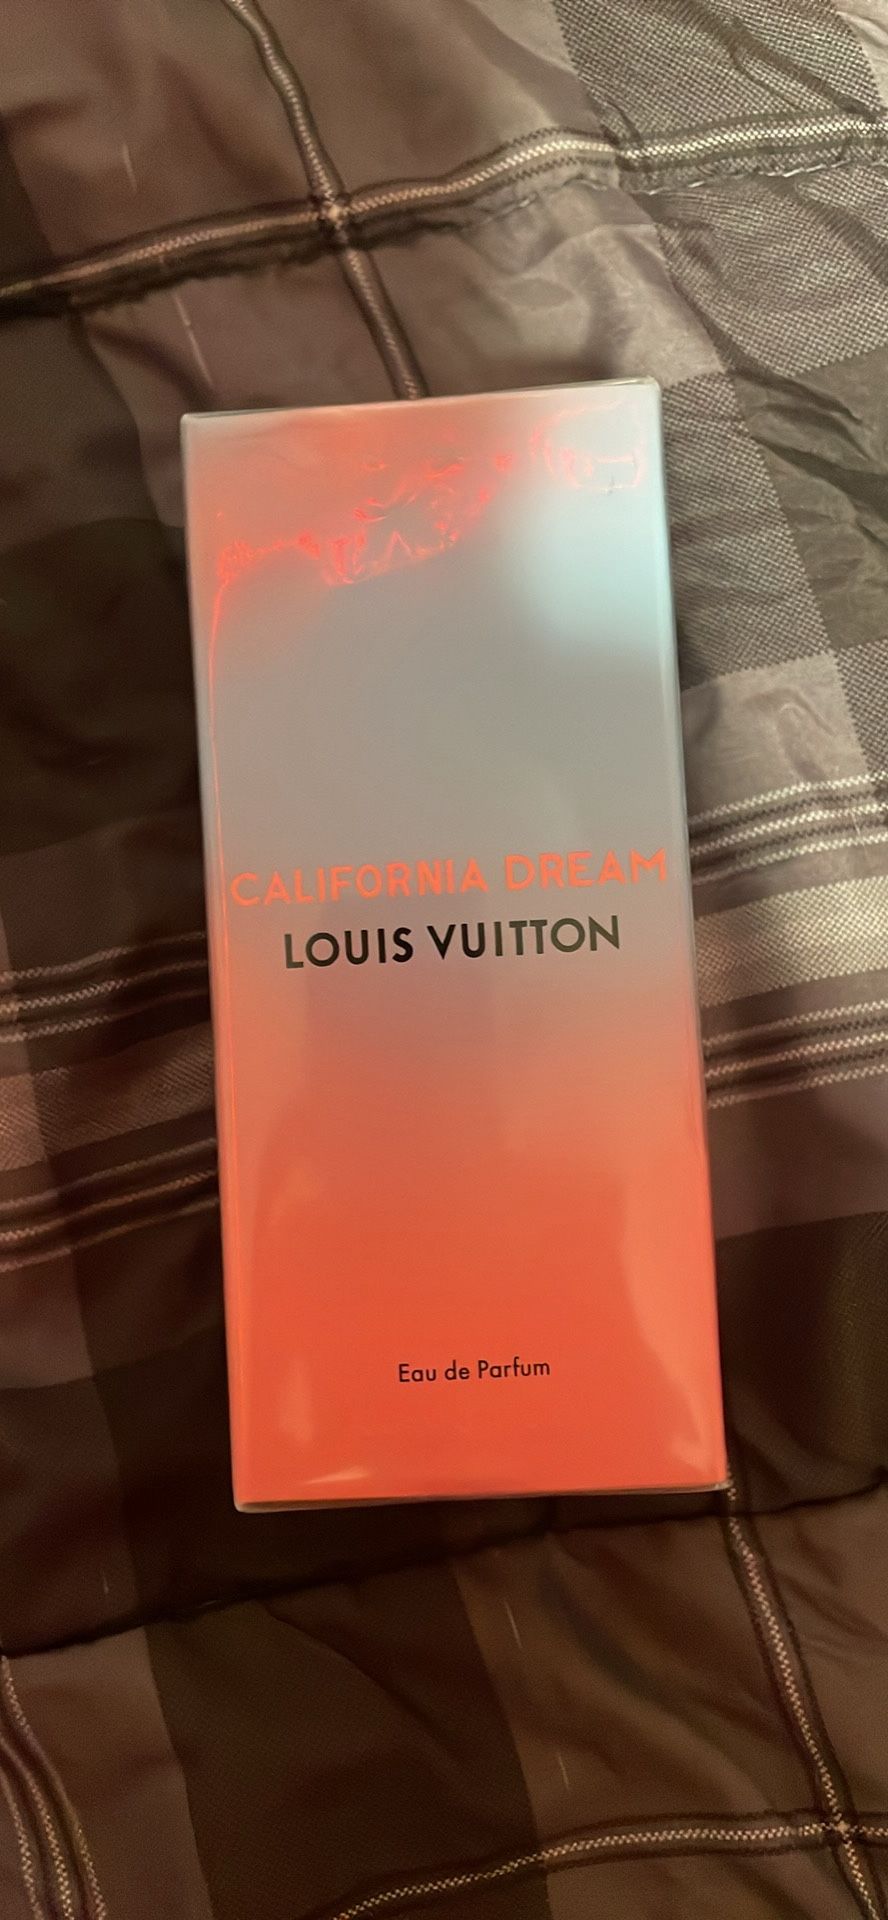 CALIFORNIA DREAM
LOUIS VUITTON
Eau de Parfum